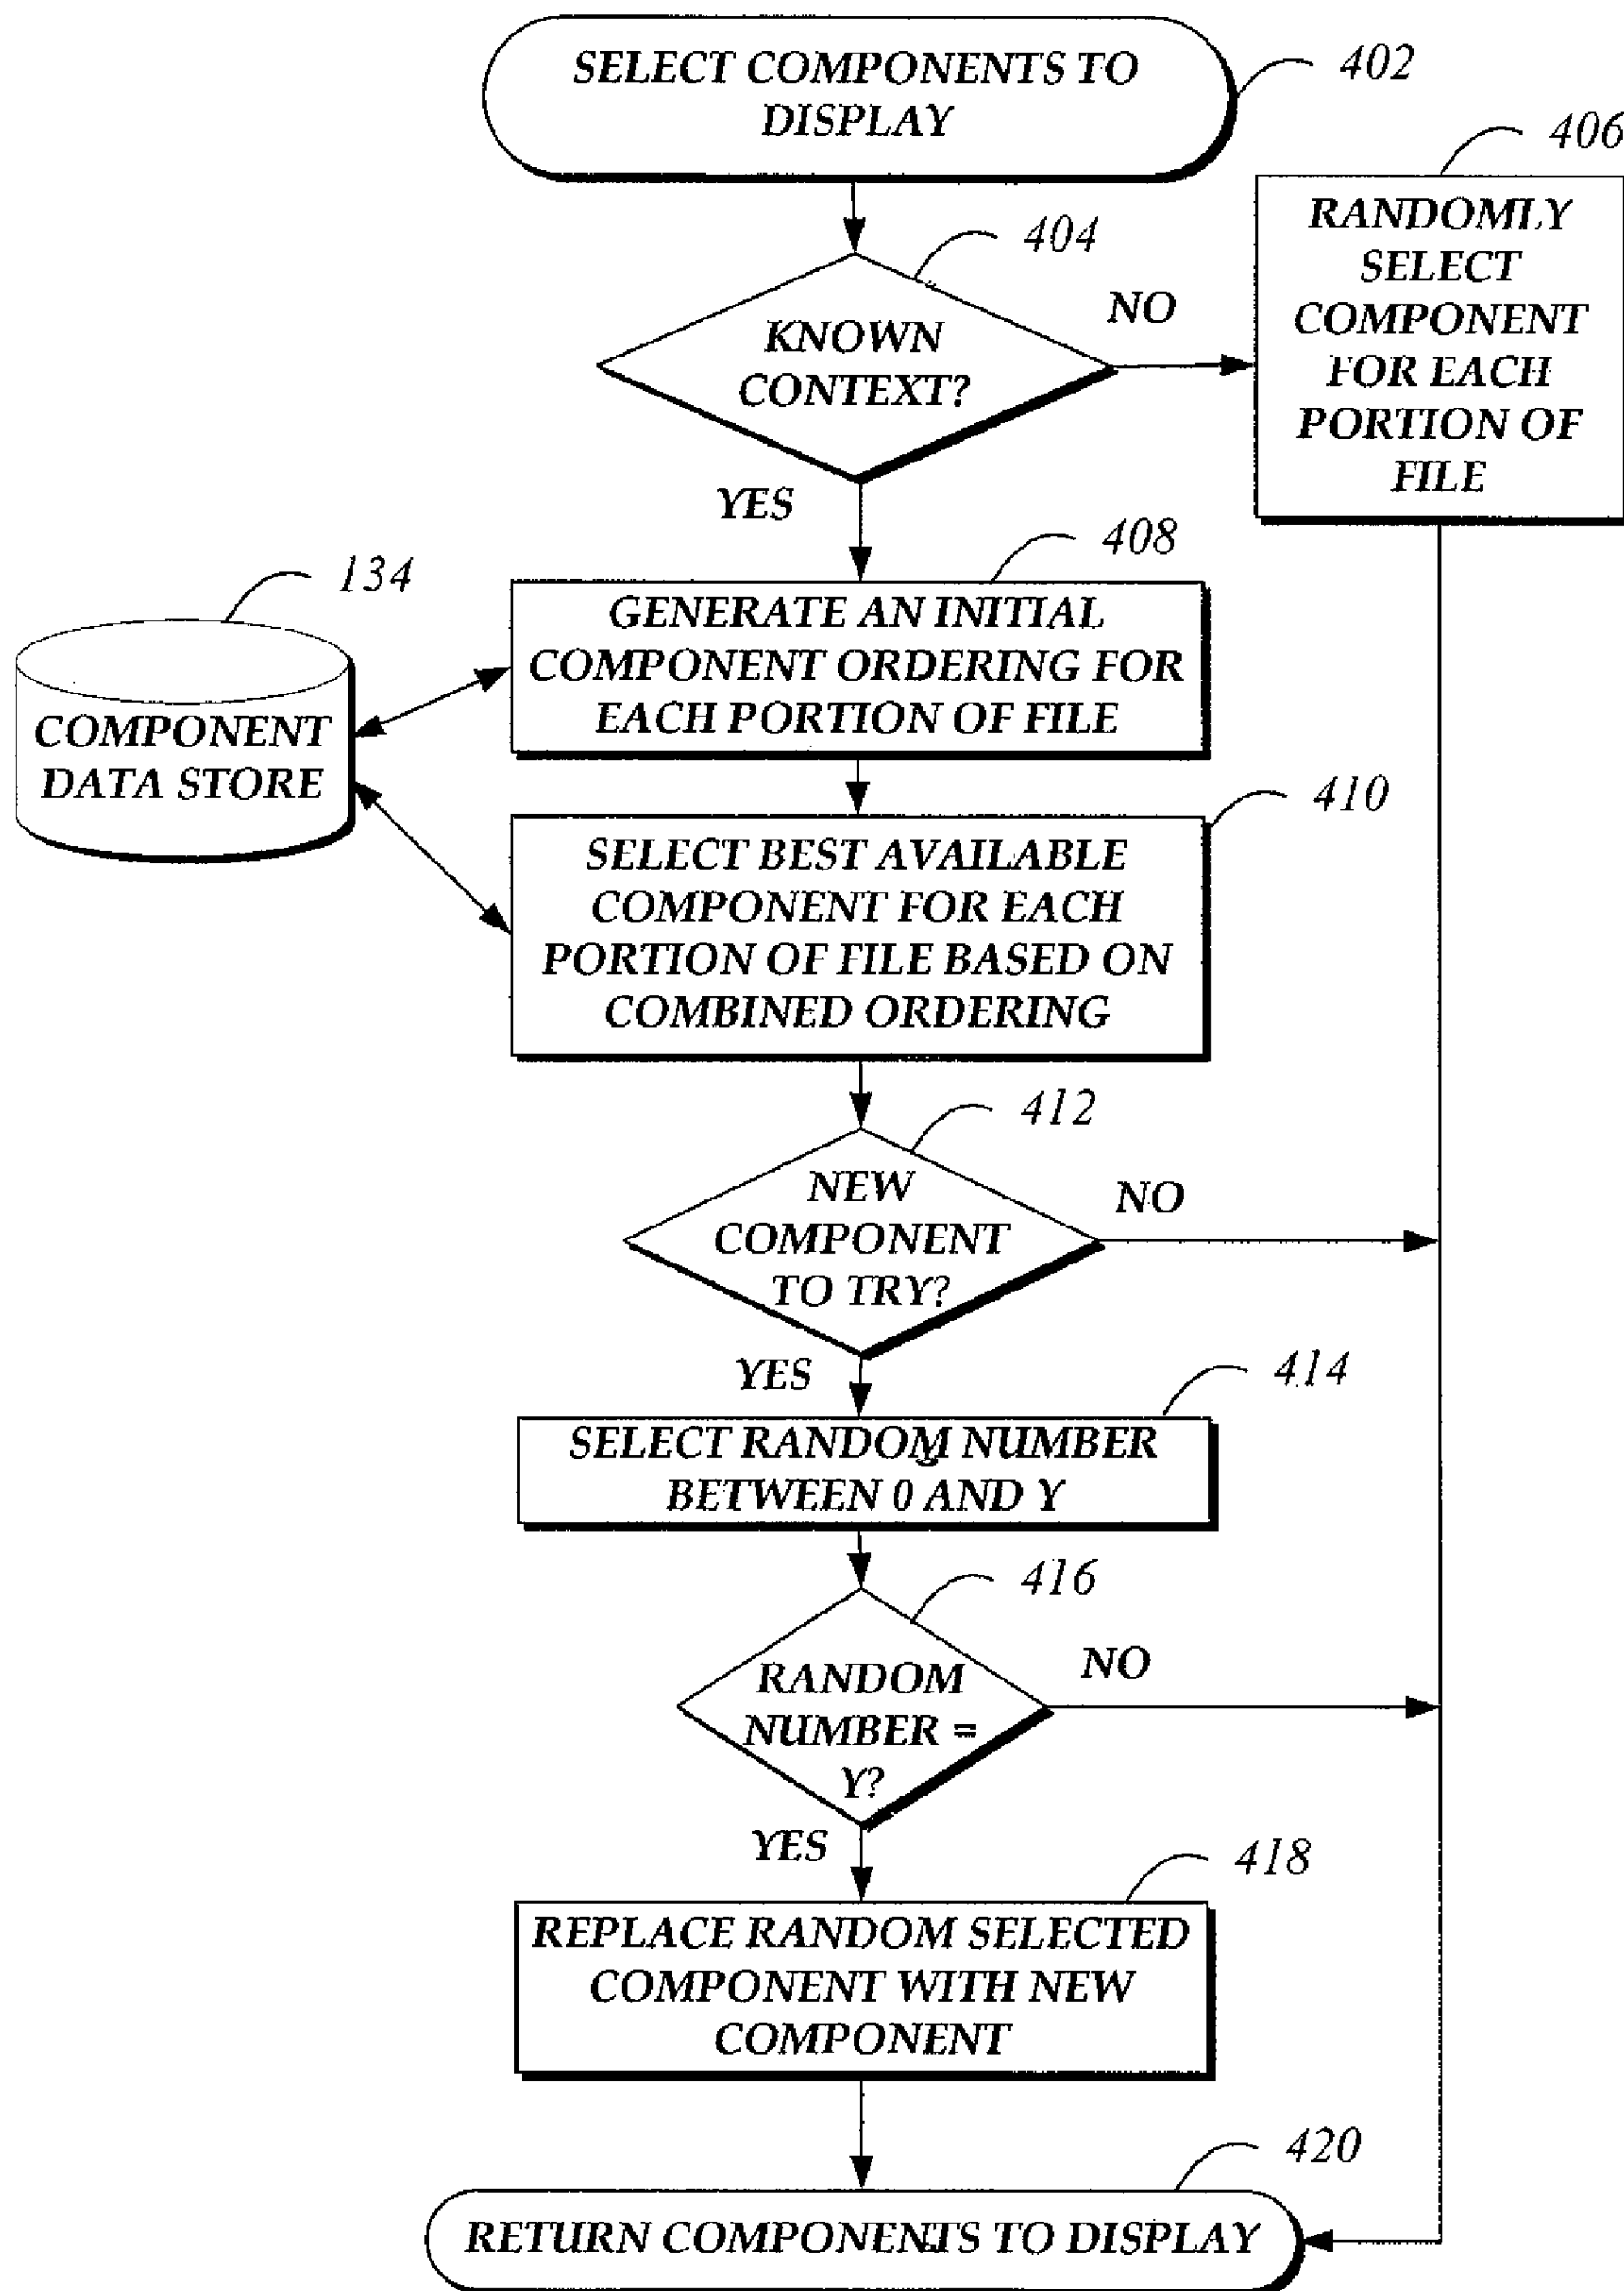 SELECT COMPONENTS TO
DISPLAY
402
406
RANDOMLY
SELECT
COMPONENT
FOR EACH
PORTION OF
FILE
404
KNOWN
CONTEXT?
NO
YES
408
GENERATE AN INITIAL
COMPONENT ORDERING FOR
EACH PORTION OF FILE
134
COMPONENT
DATA STORE
410
SELECT BEST AVAILABLE
COMPONENT FOR EACH
PORTION OF FILE BASED ON
COMBINED ORDERING
412
NEW
COMPONENT
TO TRY?
NO
YES
414
SELECT RANDOM NUMBER
BETWEEN 0 AND Y
416
RANDOM
NUMBER =
Y?
NO
YES
418
REPLACE RANDOM SELECTED
COMPONENT WITH NEW
COMPONENT
420
RETURN COMPONENTS TO DISPLAY